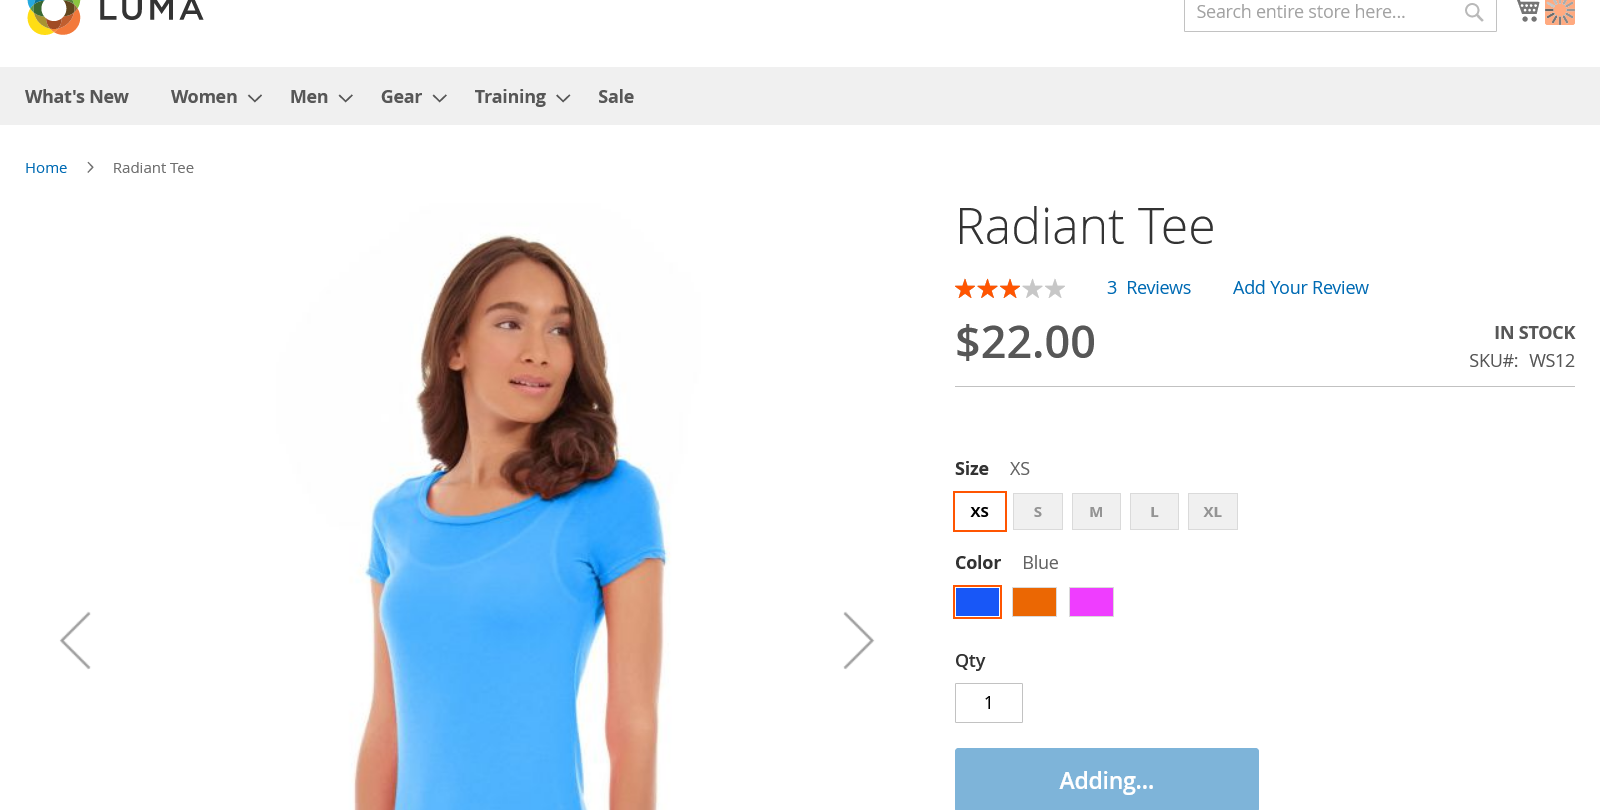 LUMA
Search entire store here...
What's New Women Men Gear Training Sale
Home Radiant Tee
Radiant Tee
3 Reviews Add Your Review
$22.00
IN STOCK
SKU#: WS12
Size XS
XS S M L XL
Color Blue
Qty
1
Adding...